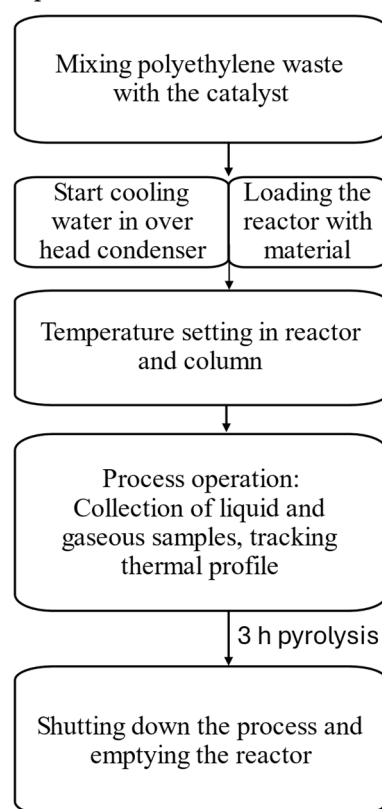 Mixing polyethylene waste
with the catalyst
Start cooling
water in over
head condenser
Loading the
reactor with
material
Temperature setting in reactor
and column
Process operation:
Collection of liquid and
gaseous samples, tracking
thermal profile
3 h pyrolysis
Shutting down the process and
emptying the reactor